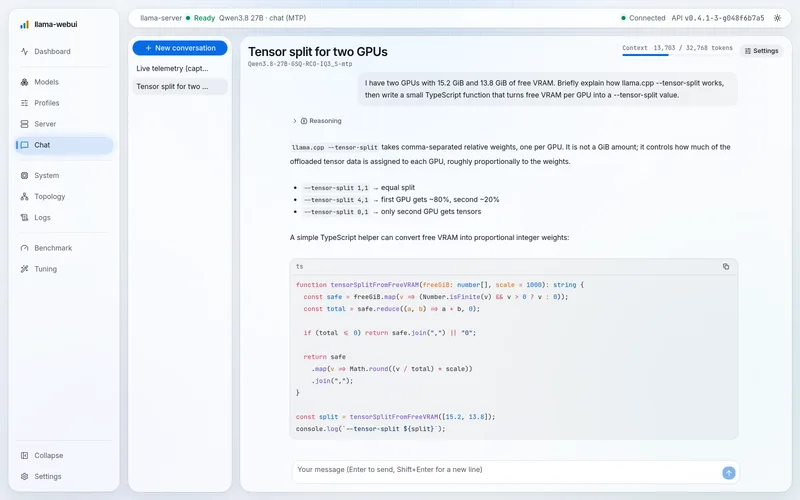 llama-webui
Dashboard
Models
Profiles
Server
Chat
System
Topology
Logs
Benchmark
Tuning
Collapse
Settings
llama-server Ready Qwen3.8 27B · chat (MTP)
Connected API v0.4.1-3-g048f6b7a5
+ New conversation
Live telemetry (capt...
Tensor split for two ...
Tensor split for two GPUs
Qwen3.8-27B-GSQ-RCO-IQ3_S-mtp
Context 13,703 / 32,768 tokens
Settings
I have two GPUs with 15.2 GiB and 13.8 GiB of free VRAM. Briefly explain how llama.cpp --tensor-split works,
then write a small TypeScript function that turns free VRAM per GPU into a --tensor-split value.
Reasoning
llama.cpp --tensor-split takes comma-separated relative weights, one per GPU. It is not a GiB amount; it controls how much of the
offloaded tensor data is assigned to each GPU, roughly proportionally to the weights.
• --tensor-split 1,1 → equal split
• --tensor-split 4,1 → first GPU gets ~80%, second ~20%
• --tensor-split 0,1 → only second GPU gets tensors
A simple TypeScript helper can convert free VRAM into proportional integer weights:
ts
function tensorSplitFromFreeVRAM(freeGiB: number[], scale = 1000): string {
  const safe = freeGiB.map(v => (Number.isFinite(v) && v > 0 ? v : 0));
  const total = safe.reduce((a, b) => a + b, 0);
  if (total <= 0) return safe.join(",") || "0";
  return safe
    .map(v => Math.round((v / total) * scale))
    .join(",");
}
const split = tensorSplitFromFreeVRAM([15.2, 13.8]);
console.log(`--tensor-split ${split}`);
Your message (Enter to send, Shift+Enter for a new line)